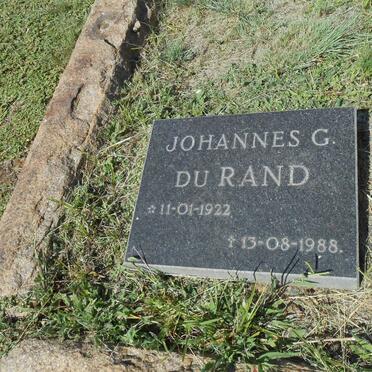 JOHANNES G.
DU RAND
* 11-01-1922
† 13-08-1988.